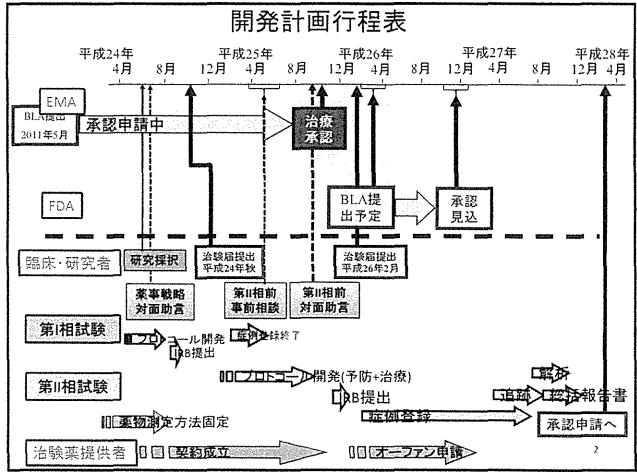 開発計画行程表
平成24年 平成25年 平成26年 平成27年 平成28年
4月 8月 12月 4月 8月 12月 4月 8月 12月 4月 8月 12月 4月
EMA
BLA提出
2011年5月
承認申請中
治療
承認
FDA
BLA提
出予定
承認
見込
臨床・研究者
研究採択
治験届提出
平成24年秋
治験届提出
平成26年2月
薬事戦略
対面助言
第II相前
事前相談
第II相前
対面助言
第I相試験
プロトコール開発
IRB提出
症例登録終了
第II相試験
プロトコール開発(予防+治療)
IRB提出
症例登録
追跡
解析
総括報告書
承認申請へ
薬物測定方法固定
治験薬提供者
契約成立
オーファン申請
2